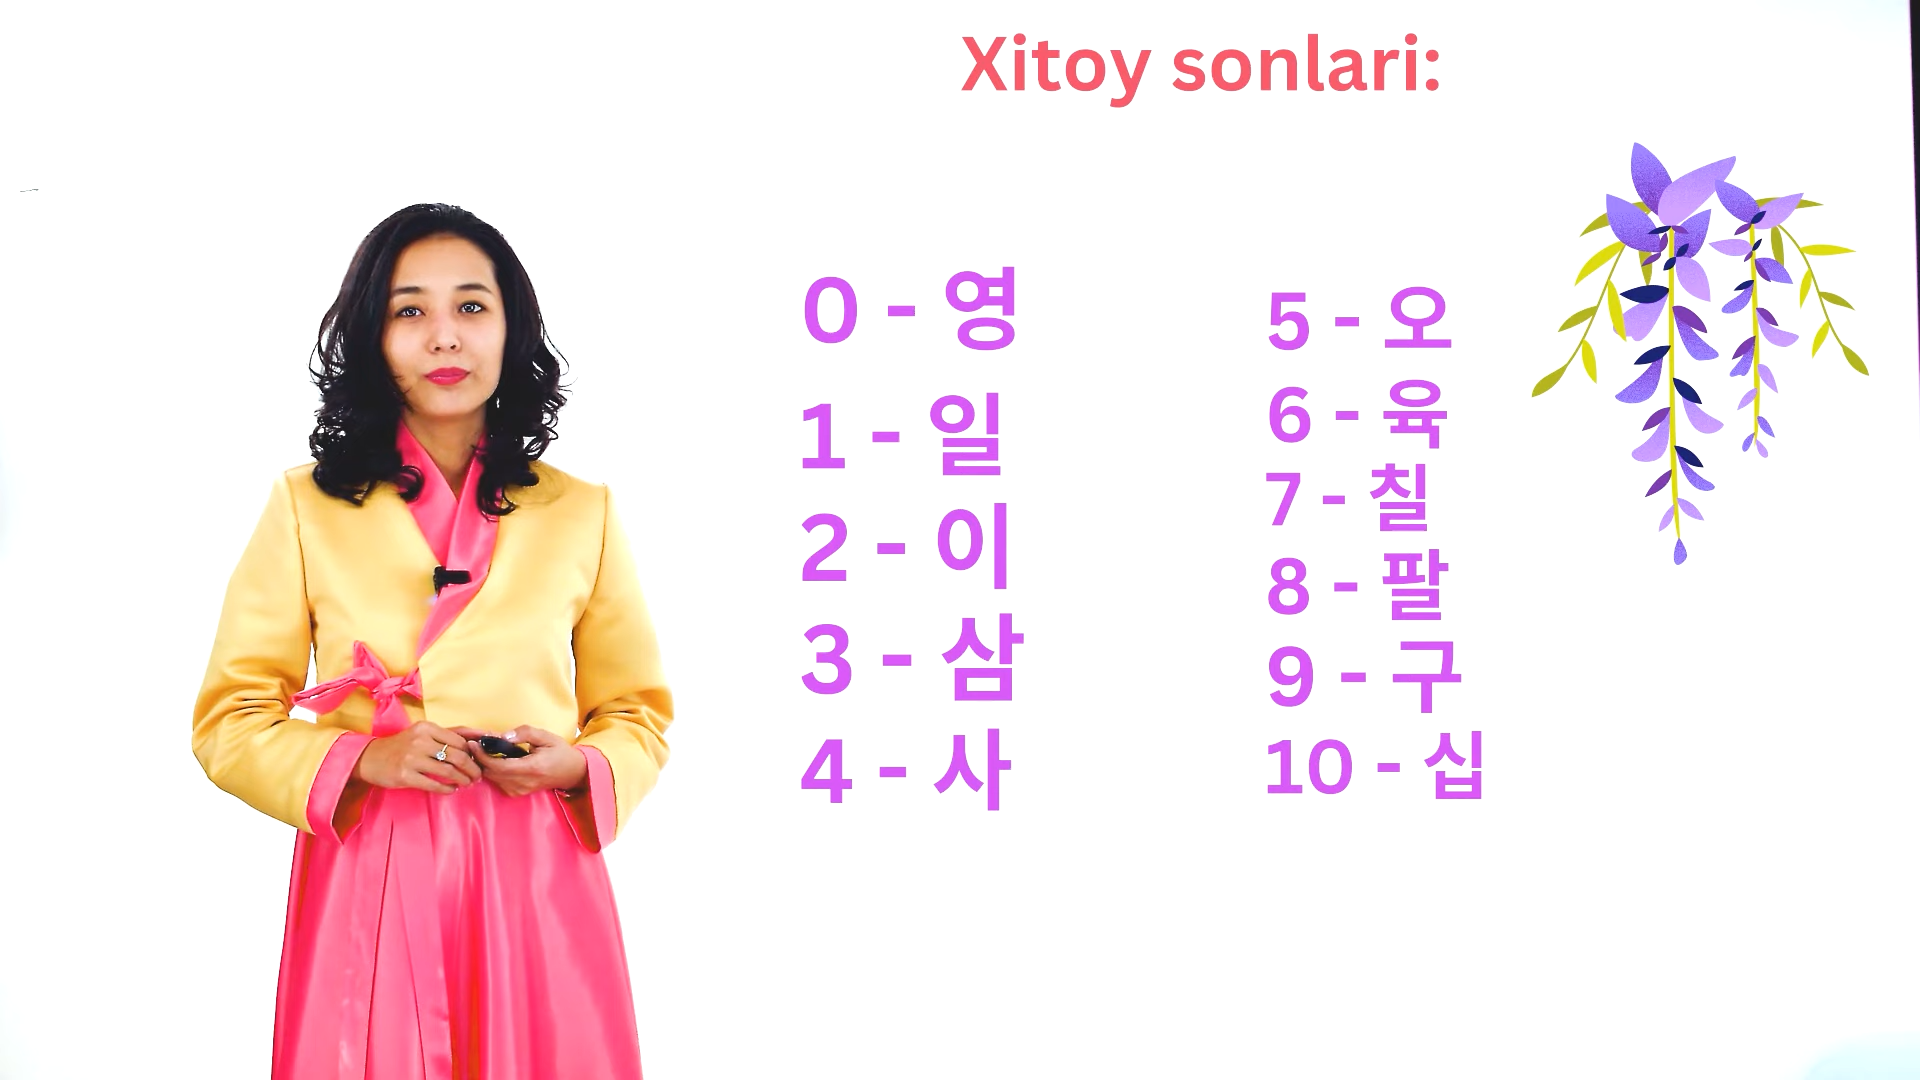 Xitoy sonlari:
0 - 영
1 - 일
2 - 이
3 - 삼
4 - 사
5 - 오
6 - 육
7 - 칠
8 - 팔
9 - 구
10 - 십